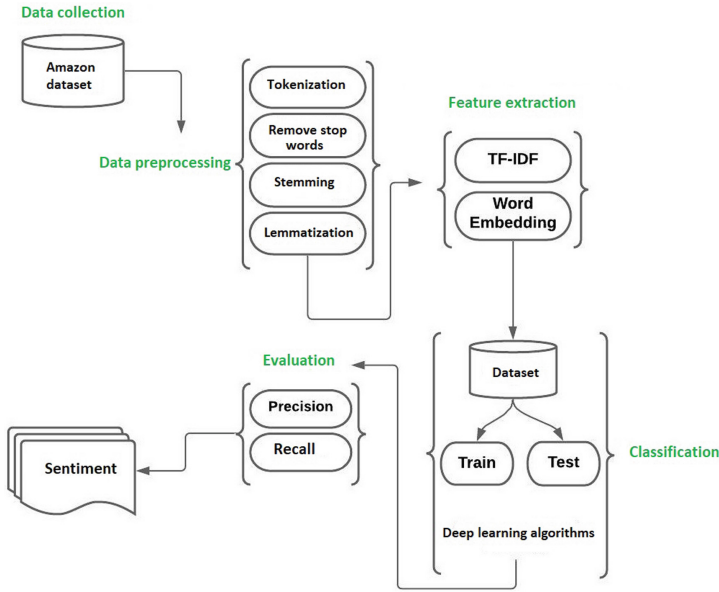 Data collection
Amazon
dataset
Data preprocessing
Tokenization
Remove stop
words
Stemming
Lemmatization
Feature extraction
TF-IDF
Word
Embedding
Dataset
Train
Test
Deep learning algorithms
Classification
Evaluation
Precision
Recall
Sentiment